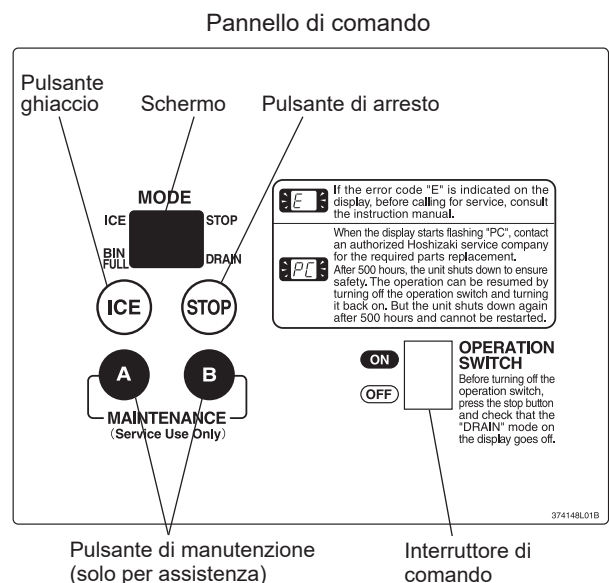 Pannello di comando
Pulsante
ghiaccio
Schermo
Pulsante di arresto
MODE
ICE
STOP
BIN
FULL
DRAIN
ICE
STOP
A
B
MAINTENANCE
(Service Use Only)
E
If the error code "E" is indicated on the
display, before calling for service, consult
the instruction manual.
PC
When the display starts flashing "PC", contact
an authorized Hoshizaki service company
for the required parts replacement.
After 500 hours, the unit shuts down to ensure
safety. The operation can be resumed by
turning off the operation switch and turning
it back on. But the unit shuts down again
after 500 hours and cannot be restarted.
ON
OFF
OPERATION
SWITCH
Before turning off the
operation switch,
press the stop button
and check that the
"DRAIN" mode on
the display goes off.
374148L01B
Pulsante di manutenzione
(solo per assistenza)
Interruttore di
comando